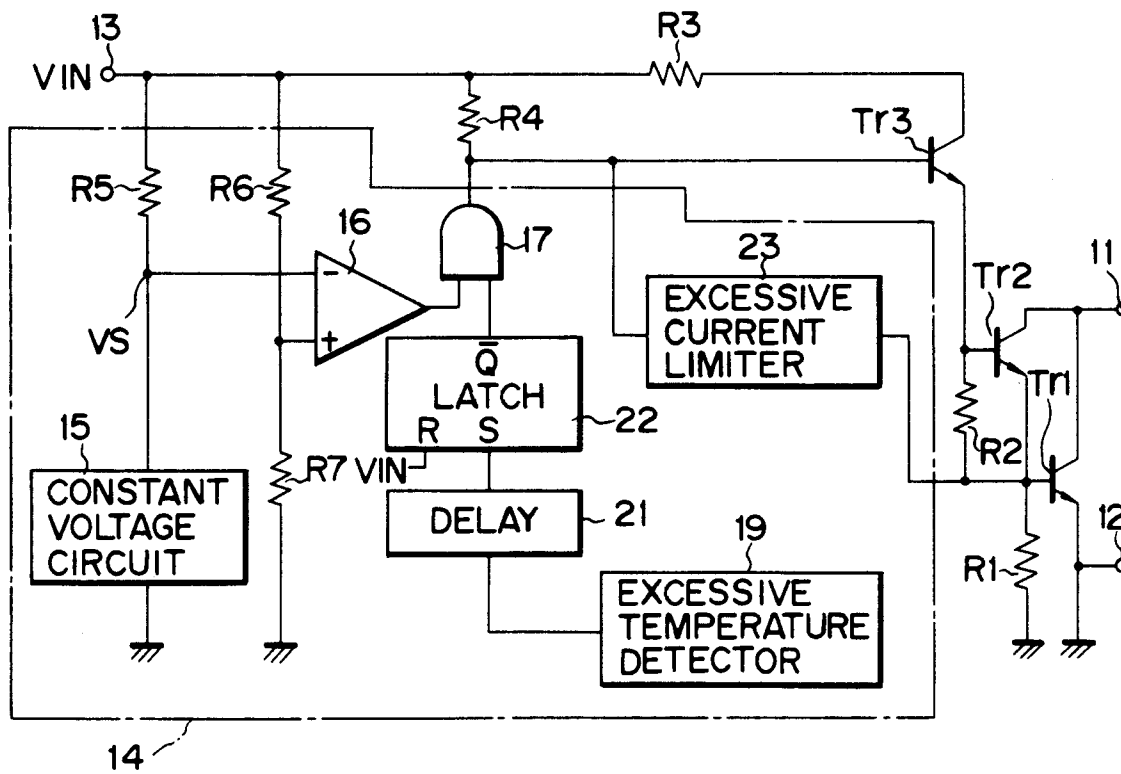 13
R3
VIN
R4
Tr3
R5
R6
16
17
23
11
EXCESSIVE
CURRENT
LIMITER
Tr2
VS
-
+
Q̅
LATCH
R S
22
Tr1
R2
15
R7
VIN
CONSTANT
VOLTAGE
CIRCUIT
DELAY
21
19
12
R1
EXCESSIVE
TEMPERATURE
DETECTOR
14